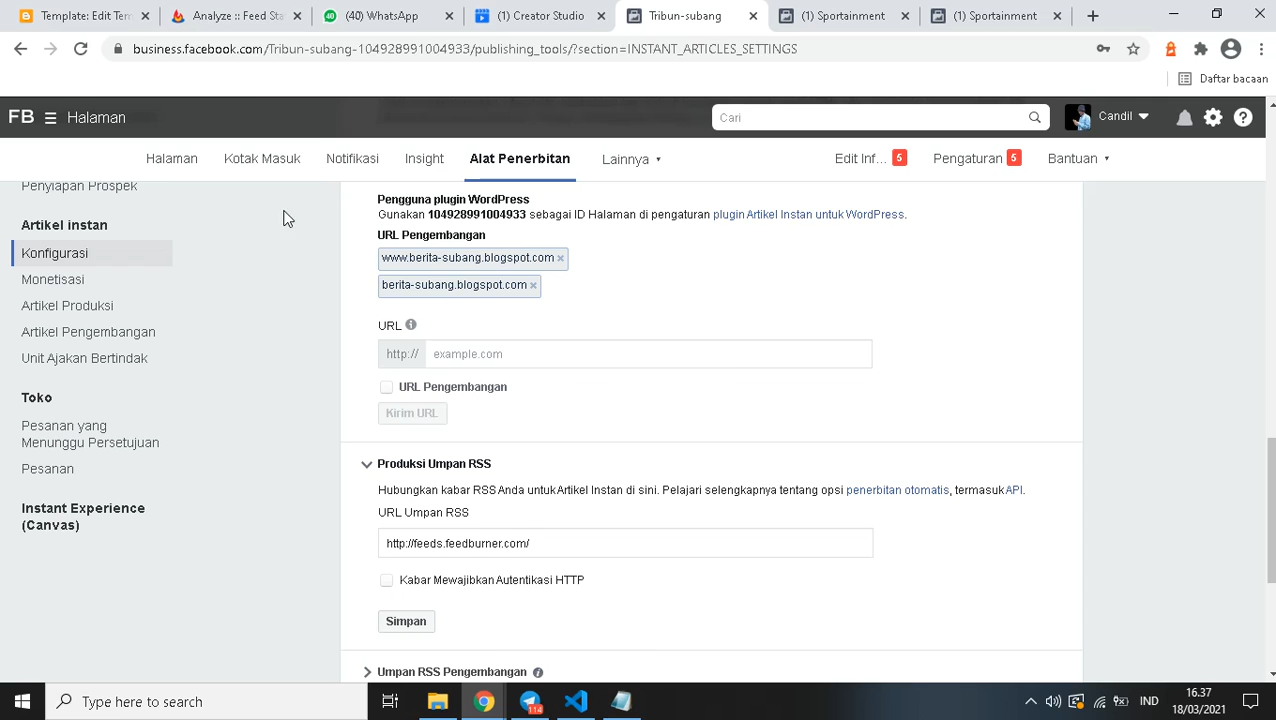 Template: Edit Tem
Analyze :: Feed Sta
(40) WhatsApp
(1) Creator Studio
Tribun-subang
(1) Sportainment
(1) Sportainment
business.facebook.com/Tribun-subang-104928991004933/publishing_tools/?section=INSTANT_ARTICLES_SETTINGS
Daftar bacaan
FB Halaman
Cari
Candil
Halaman
Kotak Masuk
Notifikasi
Insight
Alat Penerbitan
Lainnya
Edit Inf... 5
Pengaturan 5
Bantuan
Penyiapan Prospek
Artikel instan
Konfigurasi
Monetisasi
Artikel Produksi
Artikel Pengembangan
Unit Ajakan Bertindak
Toko
Pesanan yang
Menunggu Persetujuan
Pesanan
Instant Experience
(Canvas)
Pengguna plugin WordPress
Gunakan 104928991004933 sebagai ID Halaman di pengaturan plugin Artikel Instan untuk WordPress.
URL Pengembangan
www.berita-subang.blogspot.com
berita-subang.blogspot.com
URL
http:// example.com
URL Pengembangan
Kirim URL
Produksi Umpan RSS
Hubungkan kabar RSS Anda untuk Artikel Instan di sini. Pelajari selengkapnya tentang opsi penerbitan otomatis, termasuk API.
URL Umpan RSS
http://feeds.feedburner.com/
Kabar Mewajibkan Autentikasi HTTP
Simpan
Umpan RSS Pengembangan
Type here to search
114
IND
16.37
18/03/2021